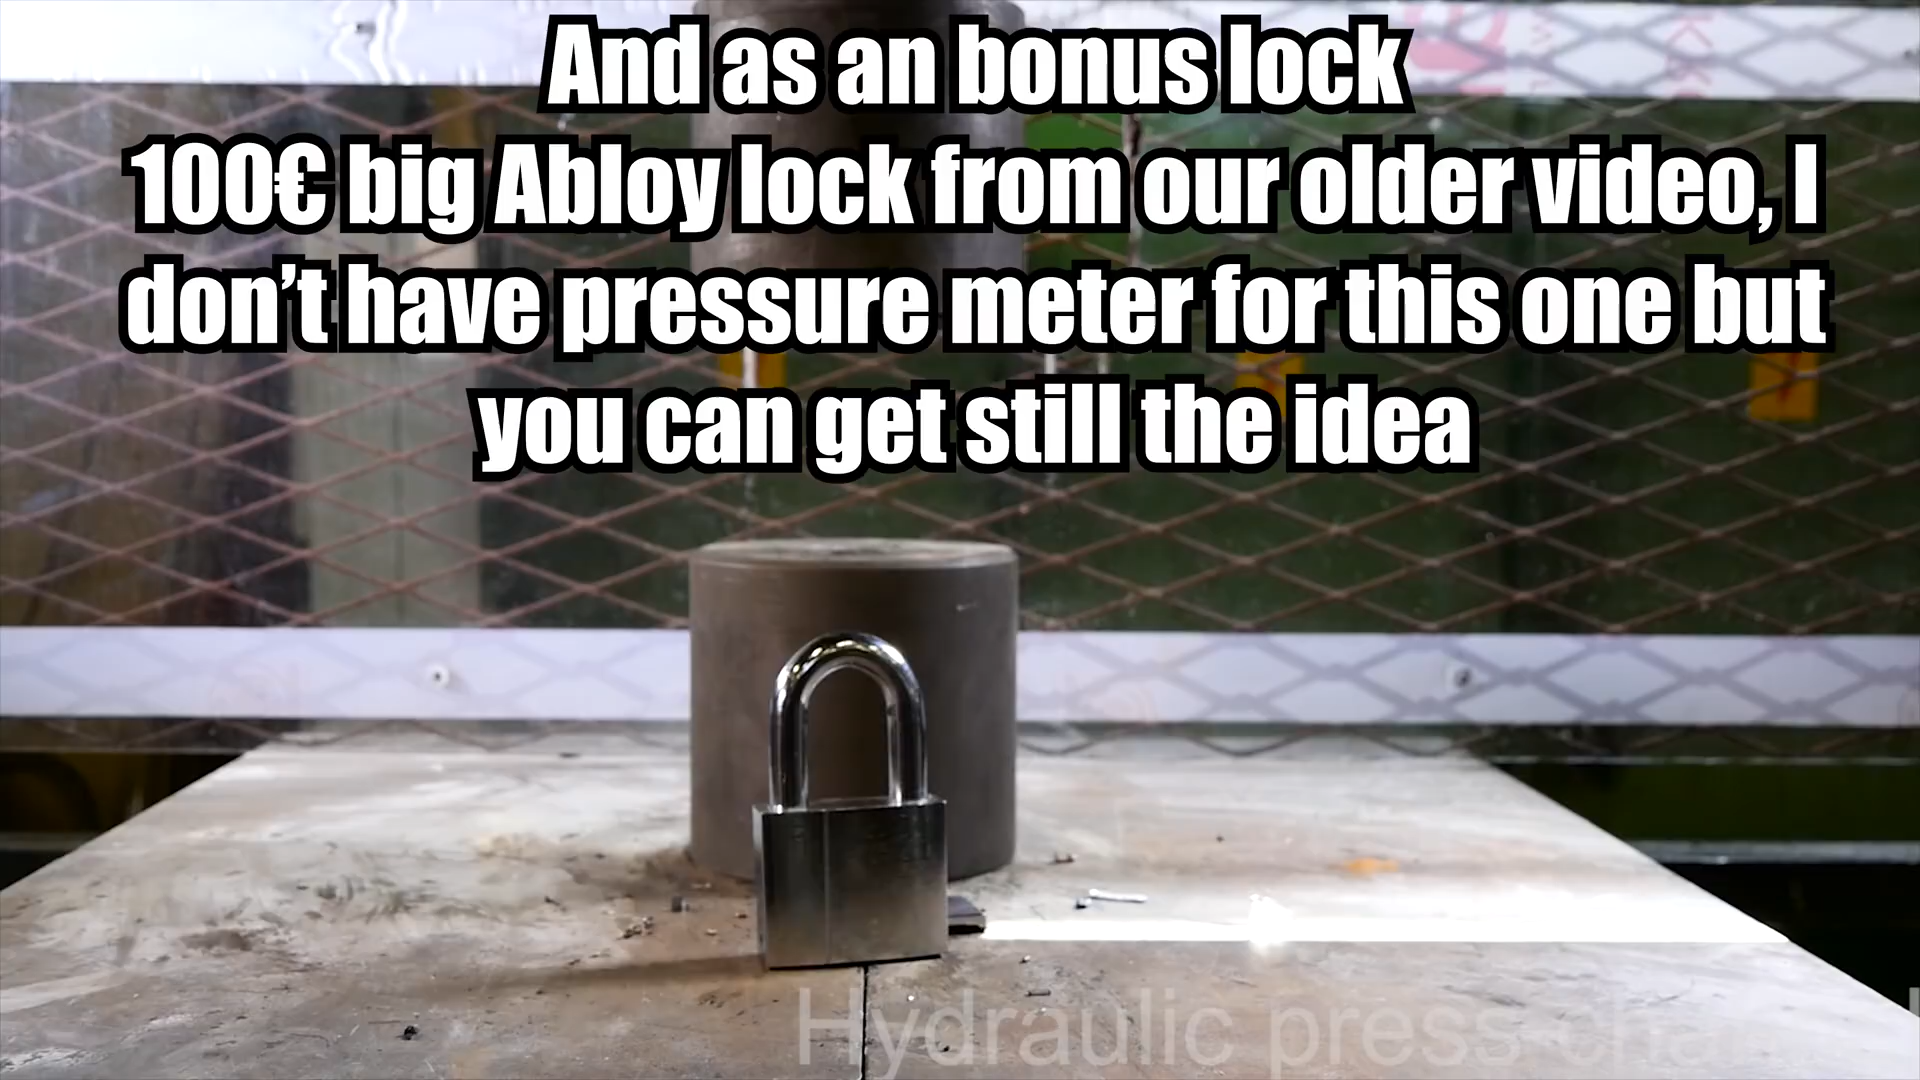 And as an bonus lock
100€ big Abloy lock from our older video, I
don’t have pressure meter for this one but
you can get still the idea
Hydraulic press chan